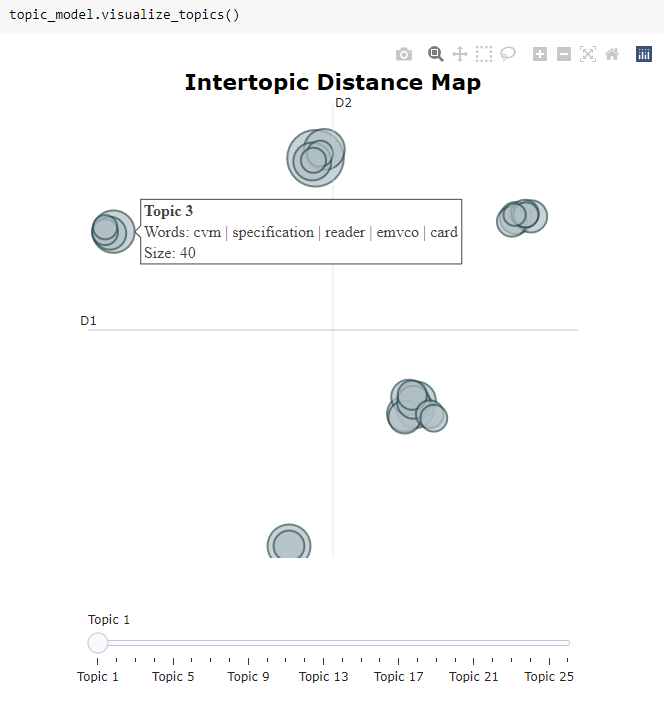 topic_model.visualize_topics()
Intertopic Distance Map
D2
Topic 3
Words: cvm | specification | reader | emvco | card
Size: 40
D1
Topic 1
Topic 1 Topic 5 Topic 9 Topic 13 Topic 17 Topic 21 Topic 25